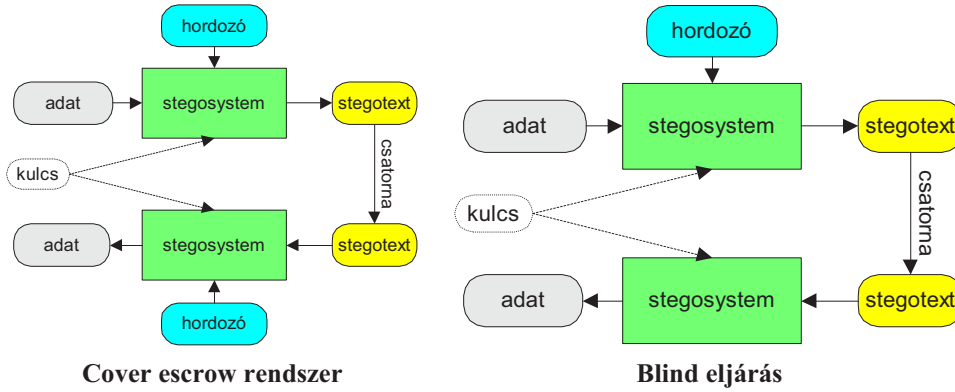 hordozó
adat
stegosystem
stegotext
kulcs
csatorna
adat
stegosystem
stegotext
hordozó
Cover escrow rendszer
hordozó
adat
stegosystem
stegotext
kulcs
csatorna
adat
stegosystem
stegotext
Blind eljárás